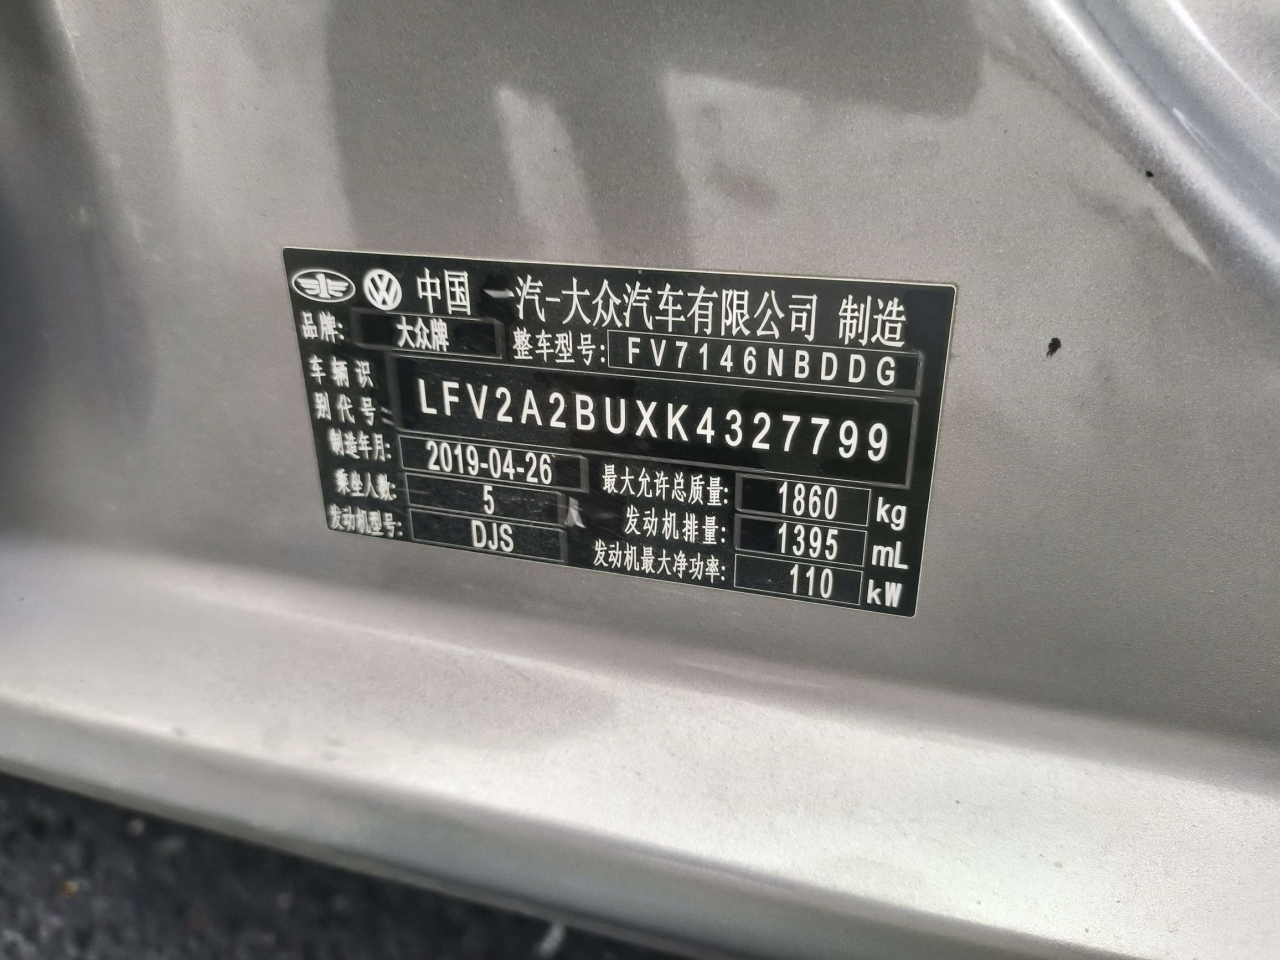 中国 一汽-大众汽车有限公司 制造
品牌: 大众牌 整车型号: FV7146NBDDG
车辆识别代号: LFV2A2BUXK4327799
制造年月: 2019-04-26 最大允许总质量: 1860 kg
乘坐人数: 5 人 发动机排量: 1395 mL
发动机型号: DJS 发动机最大净功率: 110 kW